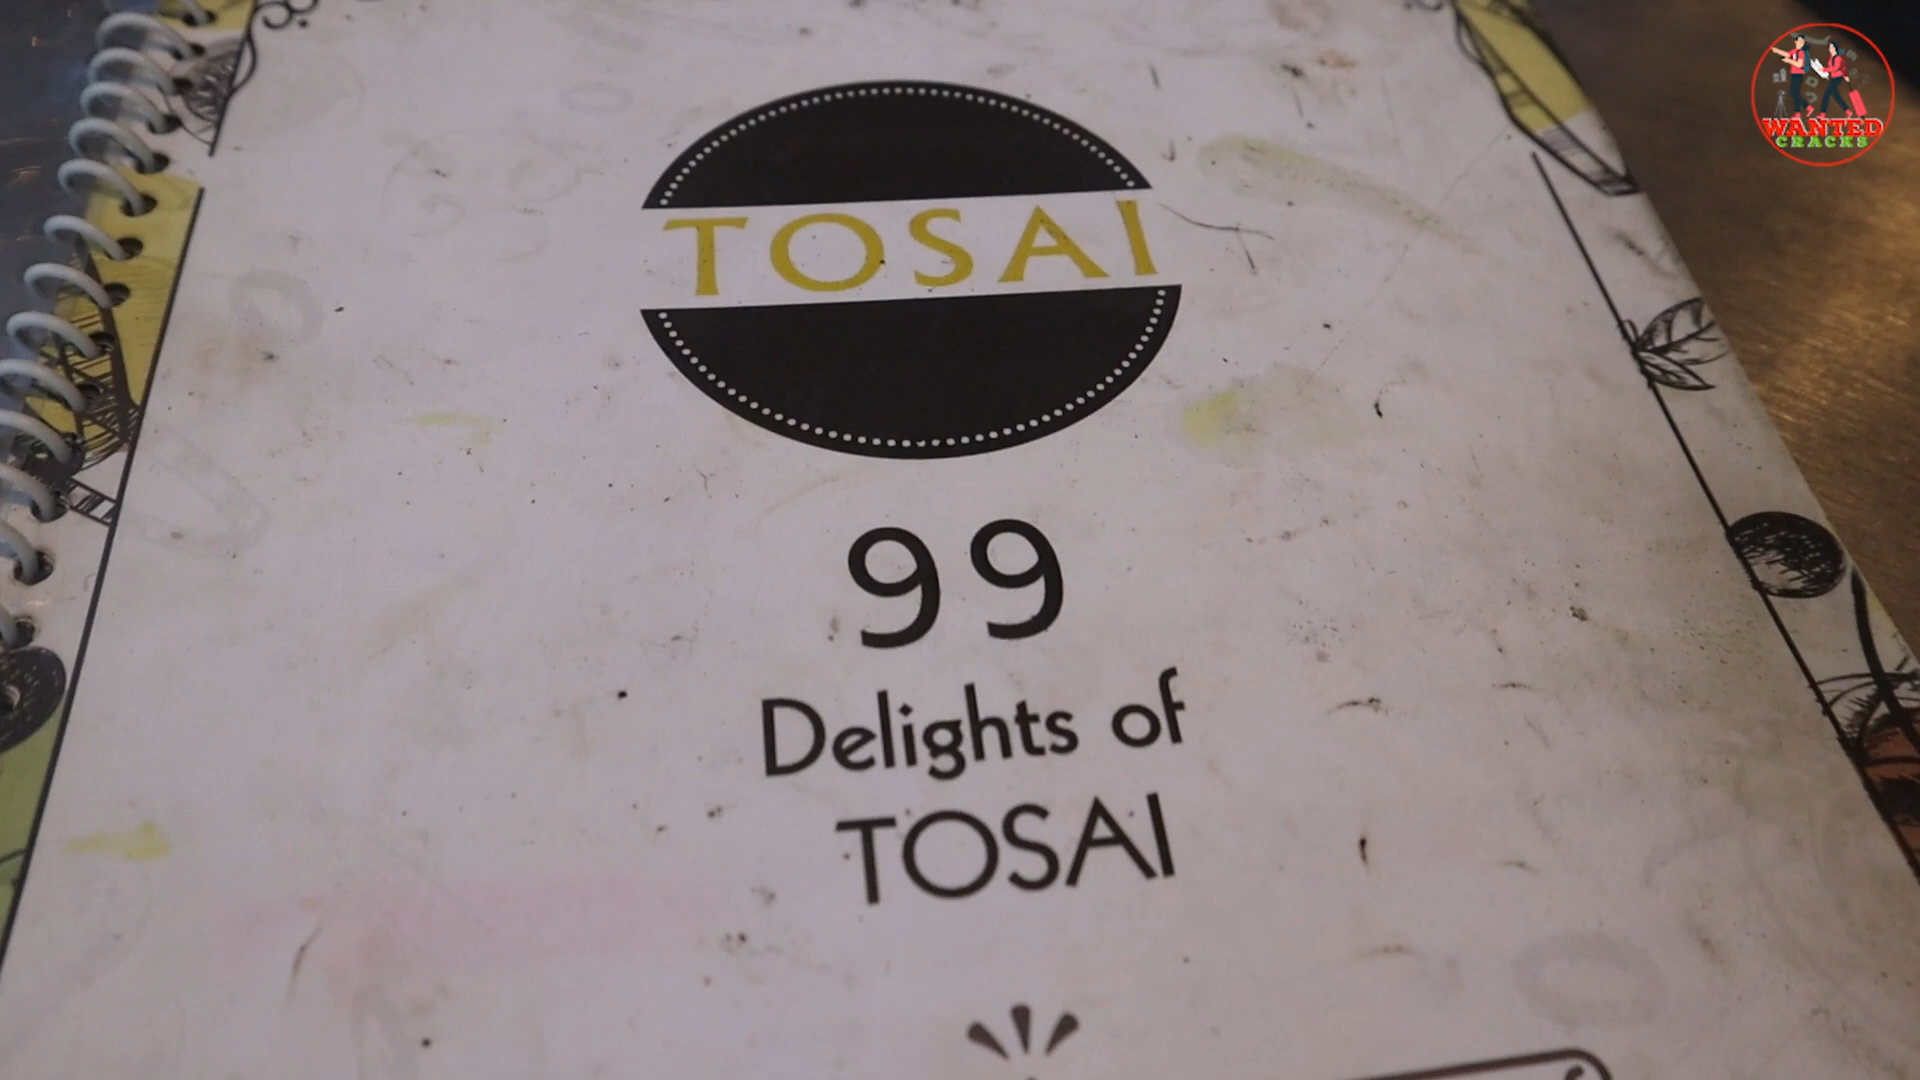 TOSAI
99
Delights of
TOSAI
WANTED
CRACKS